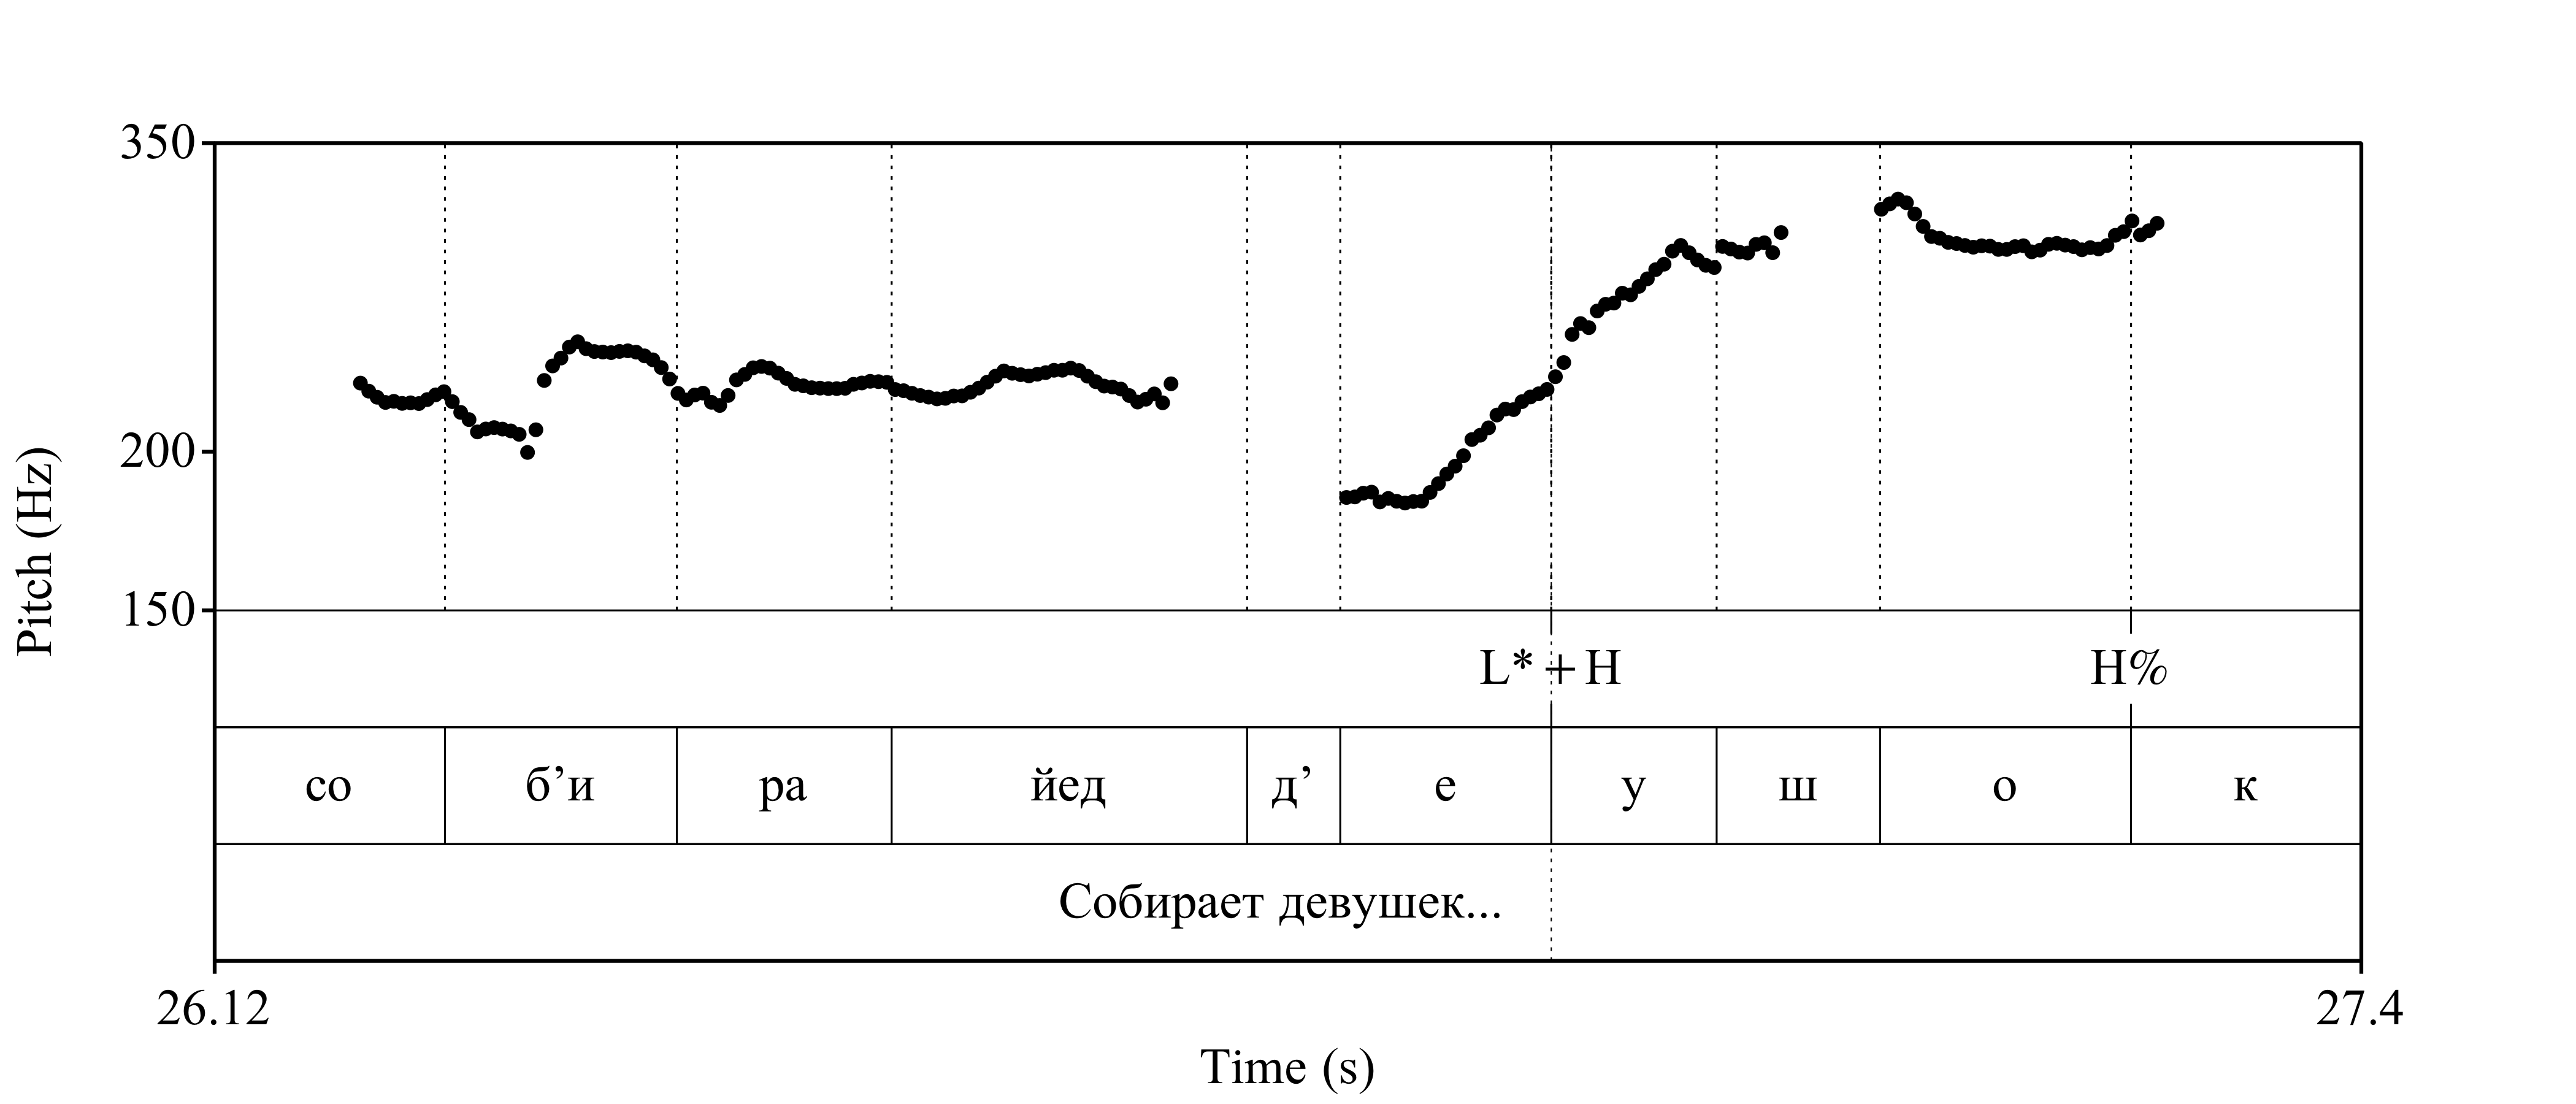 350
200
150
Pitch (Hz)
L*+H H%
со б’и ра йед д’ е у ш о к
Собирает девушек...
26.12 27.4
Time (s)